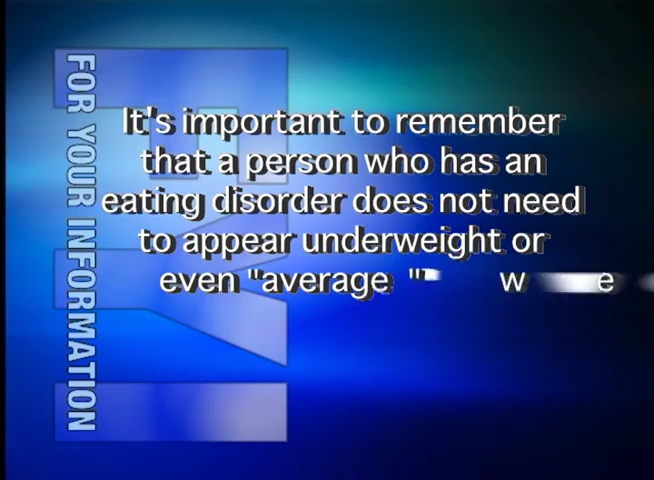 FOR YOUR INFORMATION
It's important to remember
that a person who has an
eating disorder does not need
to appear underweight or
even "average "